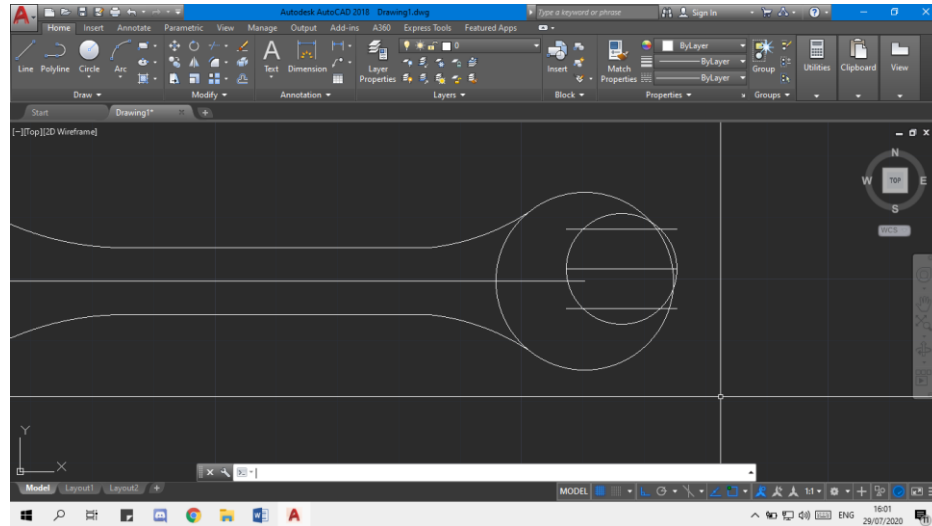 Autodesk AutoCAD 2018 Drawing1.dwg
Type a keyword or phrase
Sign In
Home Insert Annotate Parametric View Manage Output Add-ins A360 Express Tools Featured Apps
0
ByLayer
ByLayer
ByLayer
Line Polyline Circle Arc
Text Dimension
Layer
Properties
Insert
Match
Properties
Group
Utilities
Clipboard
View
Draw
Modify
Annotation
Layers
Block
Properties
Groups
Start Drawing1*
[−][Top][2D Wireframe]
N
W TOP E
S
WCS
Y
X
Model Layout1 Layout2
MODEL
1:1
ENG
16:01
29/07/2020